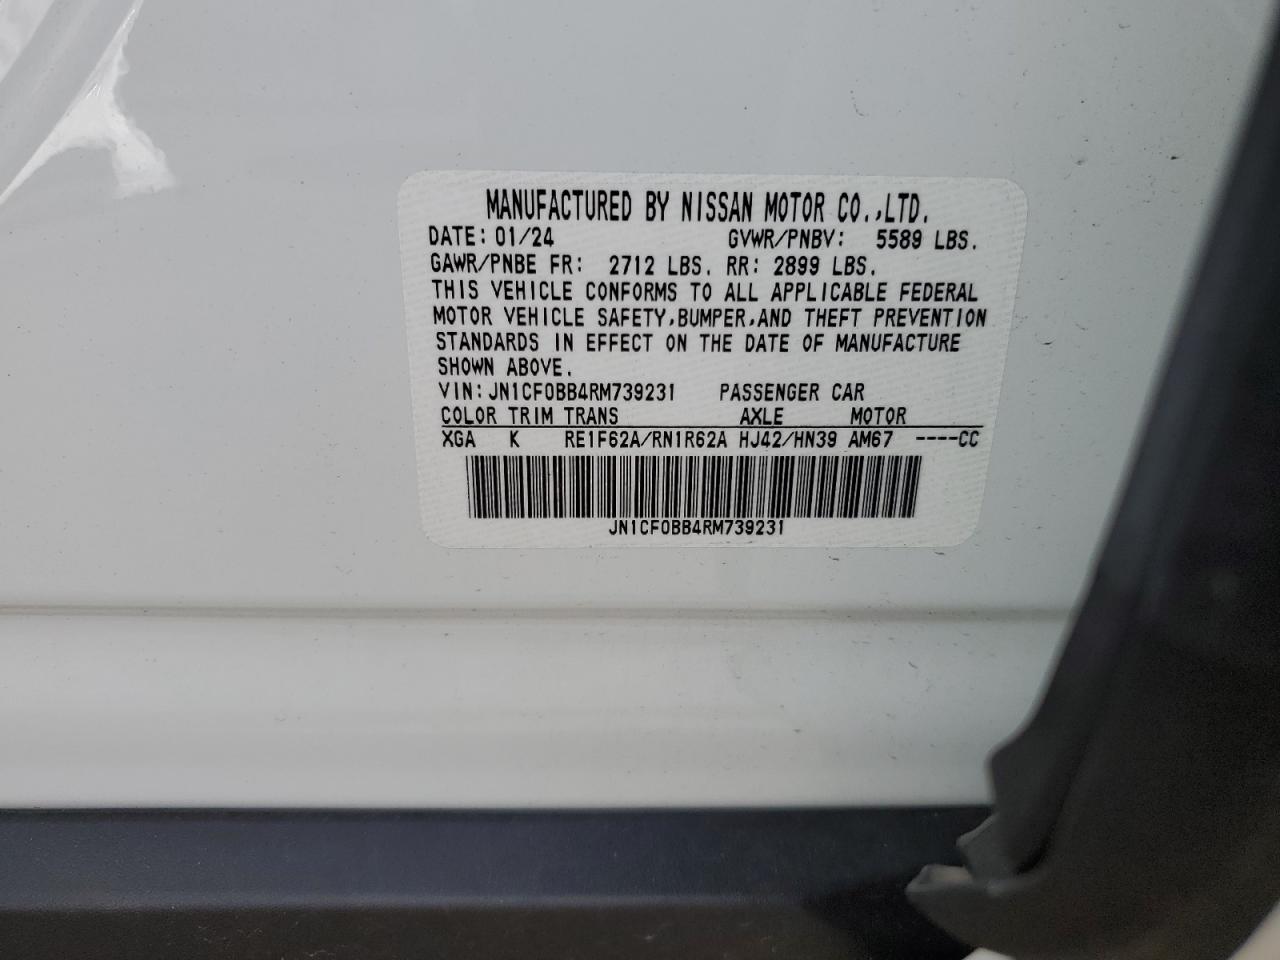 MANUFACTURED BY NISSAN MOTOR CO.,LTD.
DATE: 01/24 GVWR/PNBV: 5589 LBS.
GAWR/PNBE FR: 2712 LBS. RR: 2899 LBS.
THIS VEHICLE CONFORMS TO ALL APPLICABLE FEDERAL
MOTOR VEHICLE SAFETY,BUMPER,AND THEFT PREVENTION
STANDARDS IN EFFECT ON THE DATE OF MANUFACTURE
SHOWN ABOVE.
VIN: JN1CF0BB4RM739231 PASSENGER CAR
COLOR TRIM TRANS AXLE MOTOR
XGA K RE1F62A/RN1R62A HJ42/HN39 AM67 ----CC
JN1CF0BB4RM739231